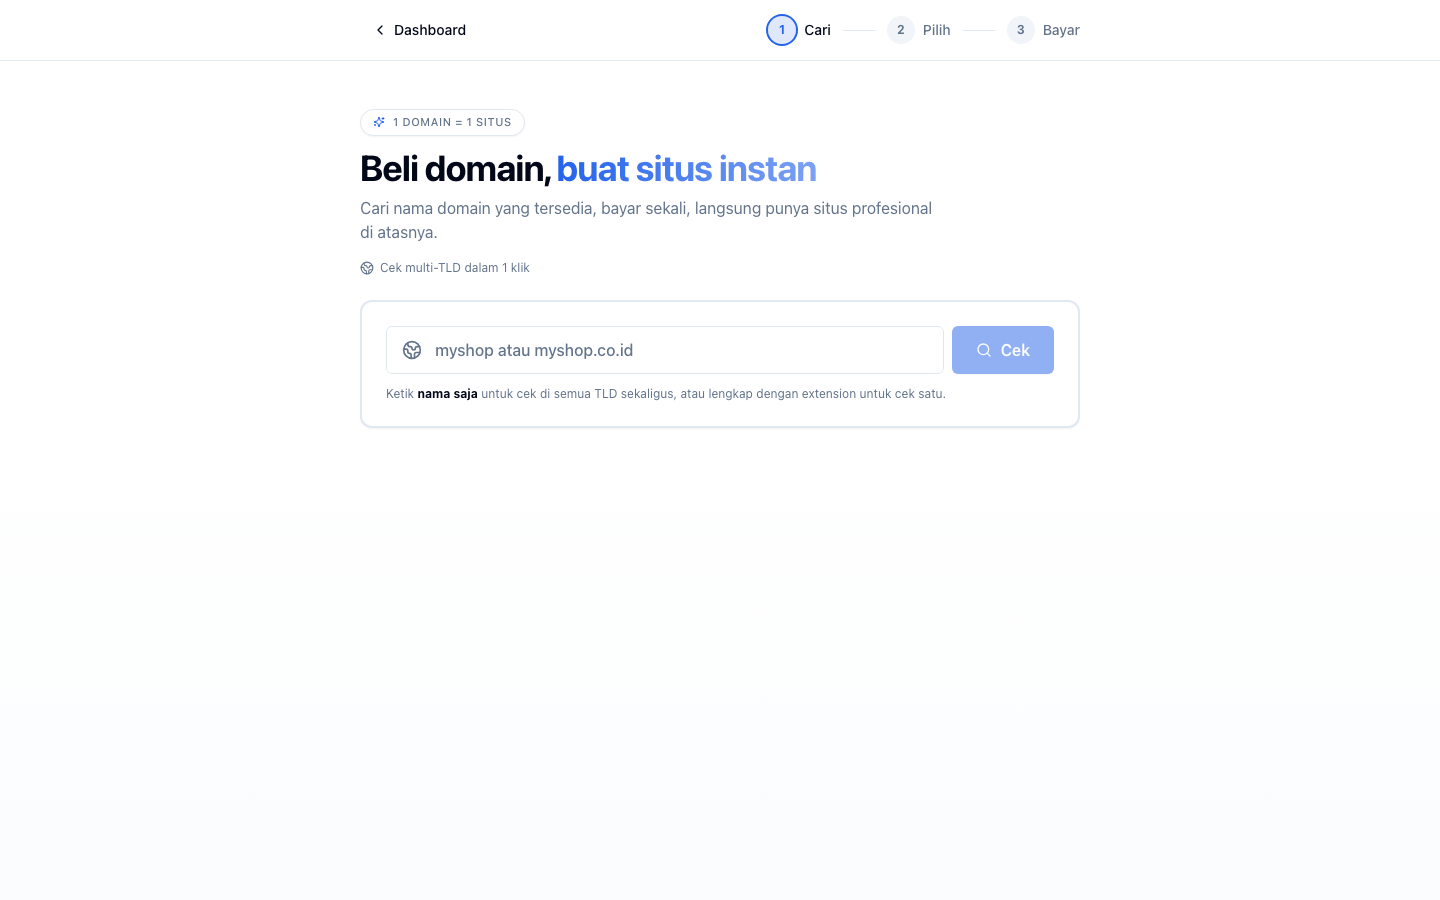 Dashboard
1 Cari 2 Pilih 3 Bayar
1 DOMAIN = 1 SITUS
Beli domain, buat situs instan
Cari nama domain yang tersedia, bayar sekali, langsung punya situs profesional
di atasnya.
Cek multi-TLD dalam 1 klik
myshop atau myshop.co.id
Cek
Ketik nama saja untuk cek di semua TLD sekaligus, atau lengkap dengan extension untuk cek satu.